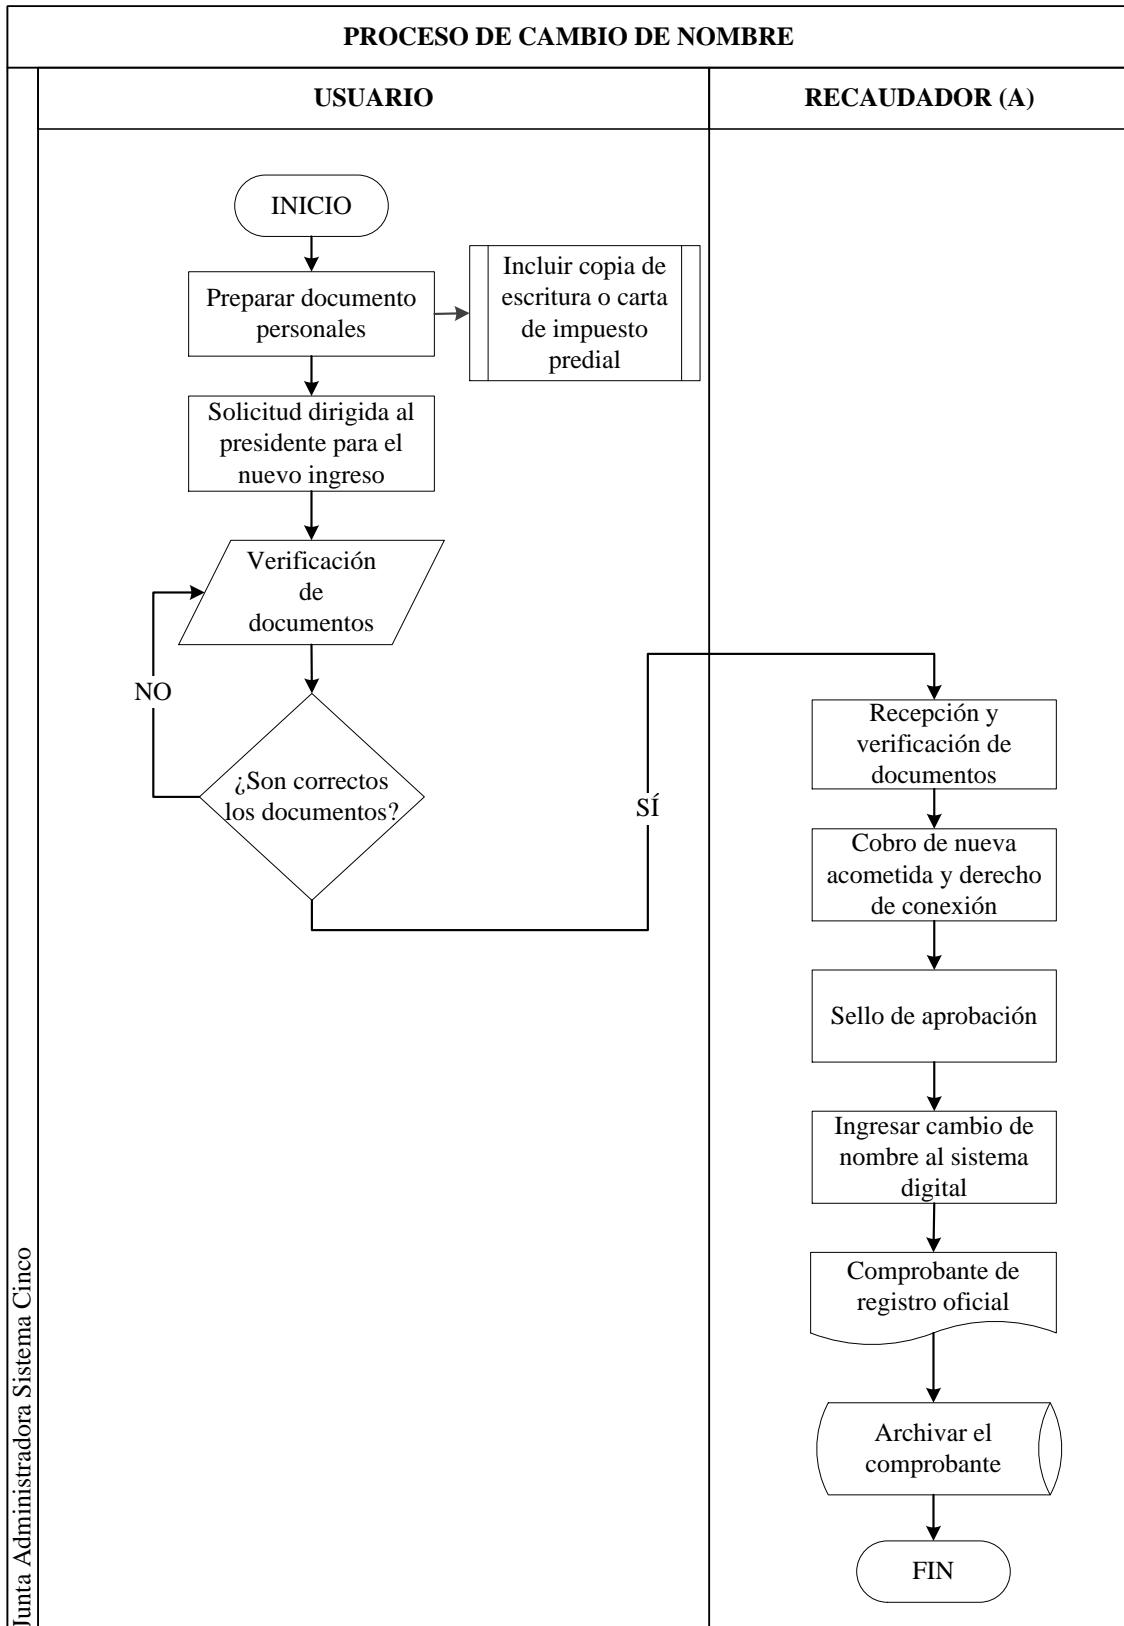 PROCESO DE CAMBIO DE NOMBRE
USUARIO
RECAUDADOR (A)
INICIO
Preparar documento
personales
Incluir copia de
escritura o carta
de impuesto
predial
Solicitud dirigida al
presidente para el
nuevo ingreso
Verificación
de
documentos
NO
¿Son correctos
los documentos?
SÍ
Recepción y
verificación de
documentos
Cobro de nueva
acometida y derecho
de conexión
Sello de aprobación
Ingresar cambio de
nombre al sistema
digital
Comprobante de
registro oficial
Archivar el
comprobante
FIN
Junta Administradora Sistema Cinco